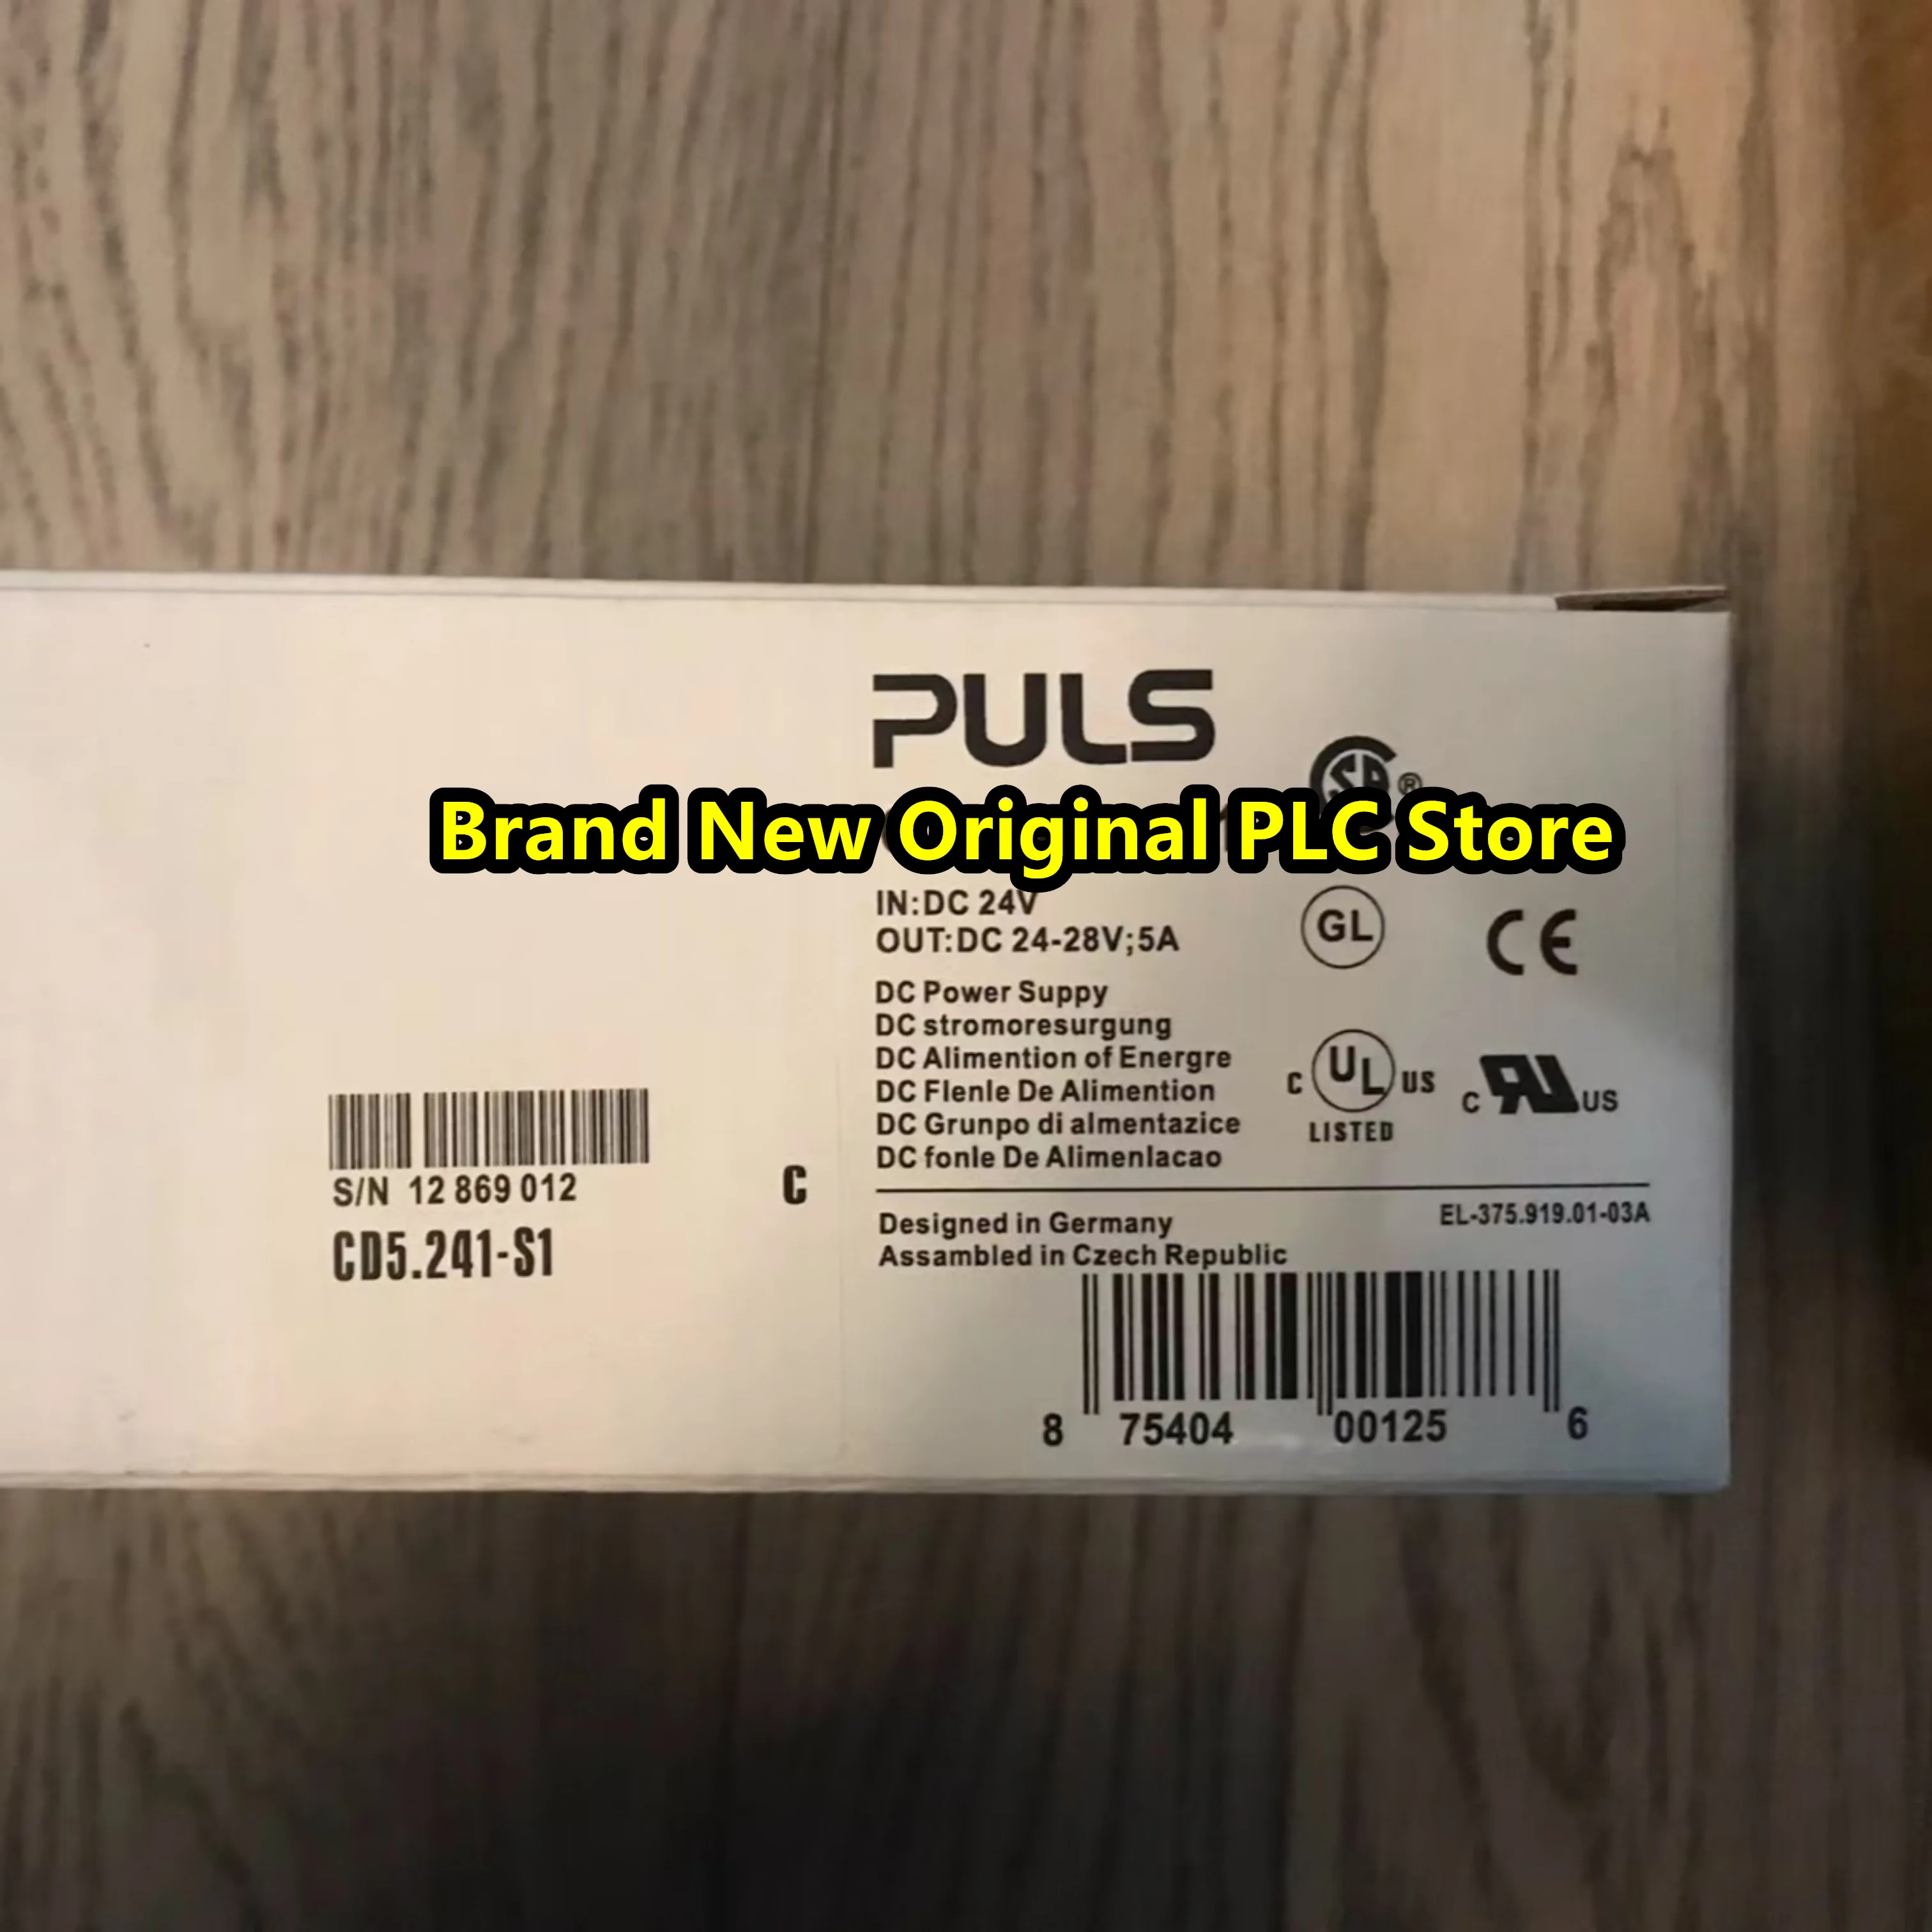 PULS
SA ®
Brand New Original PLC Store
IN:DC 24V
OUT:DC 24-28V;5A
GL
CE
DC Power Suppy
DC stromoresurgung
DC Alimention of Energre
DC Flenle De Alimention
DC Grunpo di almentazice
DC fonle De Alimenlacao
C UL US
LISTED
C RU US
S/N 12 869 012
CD5.241-S1
C
Designed in Germany
Assambled in Czech Republic
EL-375.919.01-03A
8 75404 00125 6